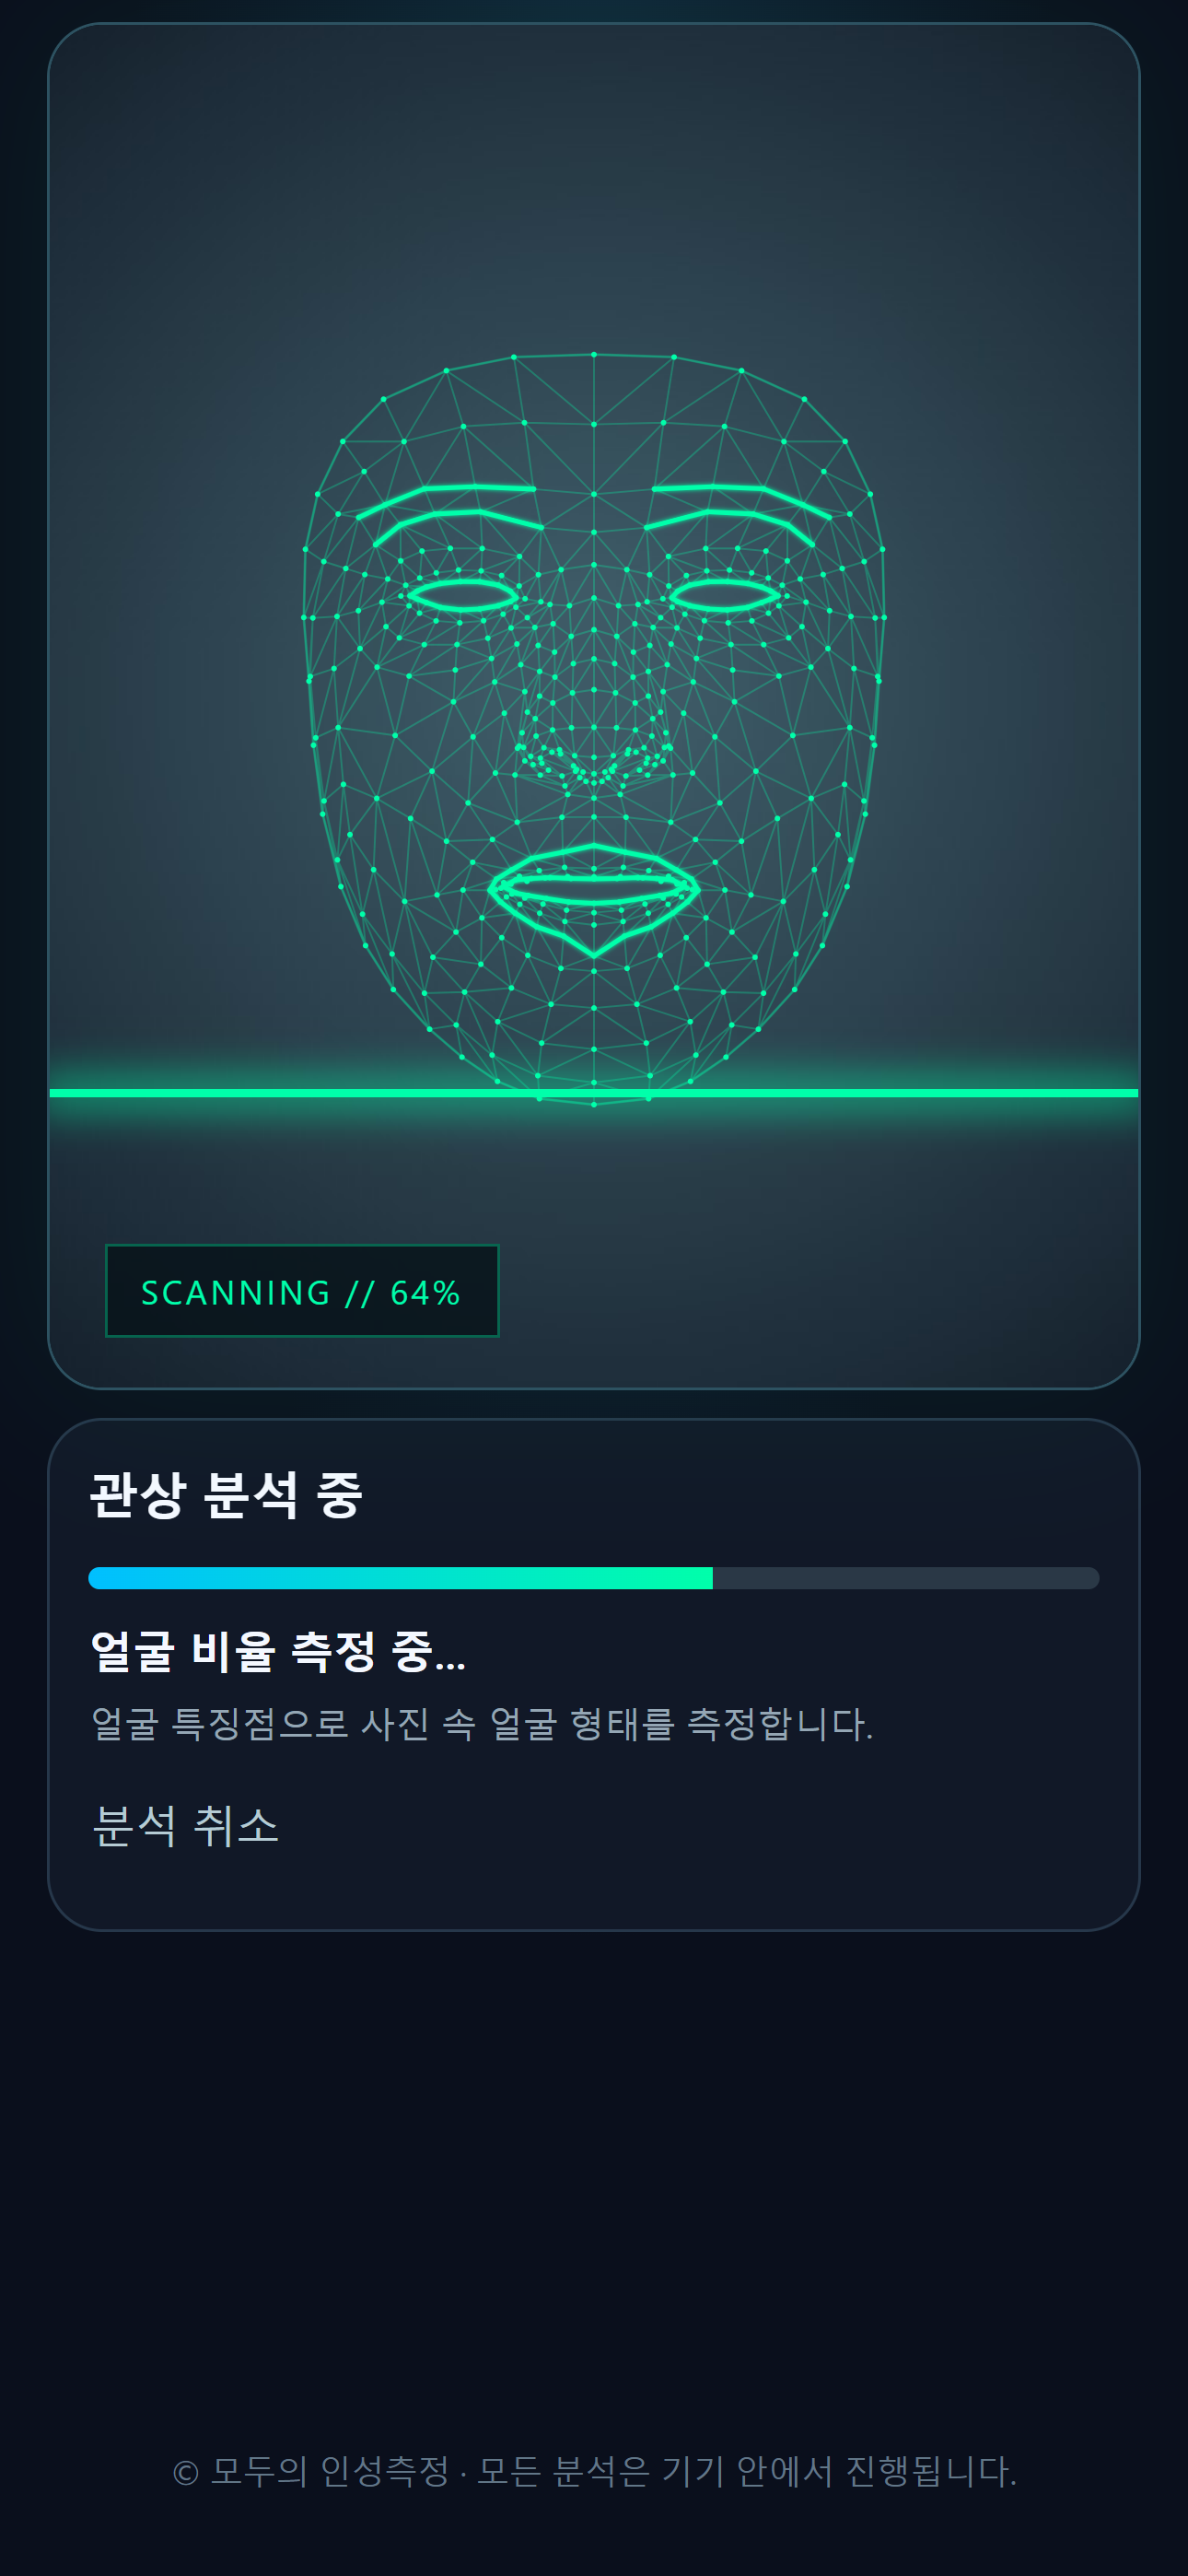 SCANNING // 64%
관상 분석 중
얼굴 비율 측정 중…
얼굴 특징점으로 사진 속 얼굴 형태를 측정합니다.
분석 취소
© 모두의 인성측정 · 모든 분석은 기기 안에서 진행됩니다.